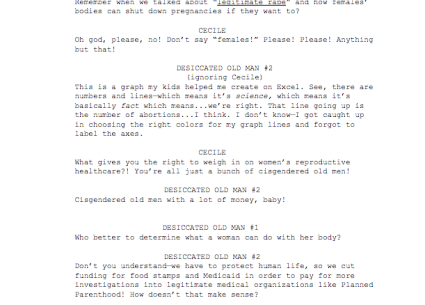 Remember when we talked about "legitimate rape" and how females'
bodies can shut down pregnancies if they want to?
CECILE
Oh god, please, no! Don't say "females!" Please! Please! Anything
but that!
DESICCATED OLD MAN #2
(ignoring Cecile)
This is a graph my kids helped me create on Excel. See, there are
numbers and lines—which means it's science, which means it's
basically fact which means...we're right. That line going up is
the number of abortions...I think. I don't know—I got caught up
in choosing the right colors for my graph lines and forgot to
label the axes.
CECILE
What gives you the right to weigh in on women's reproductive
healthcare?! You're all just a bunch of cisgendered old men!
DESICCATED OLD MAN #2
Cisgendered old men with a lot of money, baby!
DESICCATED OLD MAN #1
Who better to determine what a woman can do with her body?
DESICCATED OLD MAN #2
Don't you understand—we have to protect human life, so we cut
funding for food stamps and Medicaid in order to pay for more
investigations into legitimate medical organizations like Planned
Parenthood! How doesn't that make sense?